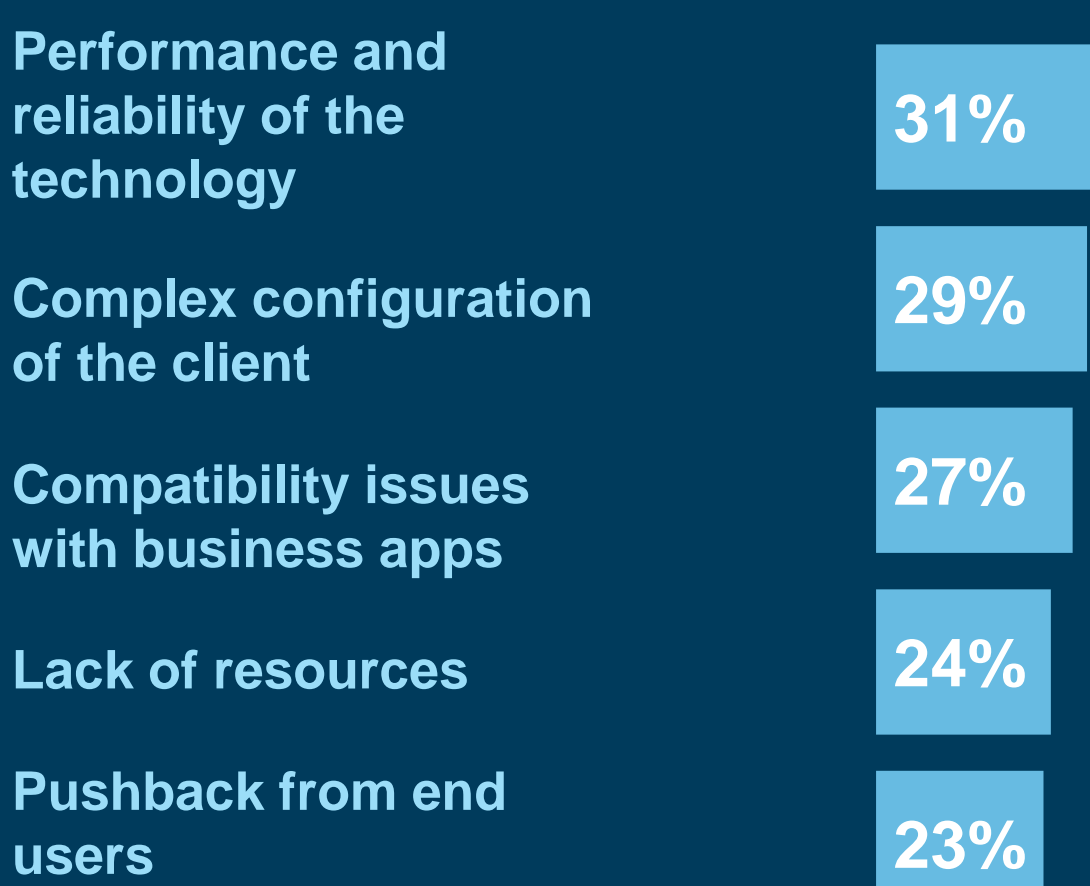 Performance and
reliability of the
technology
31%
Complex configuration
of the client
29%
Compatibility issues
with business apps
27%
Lack of resources
24%
Pushback from end
users
23%